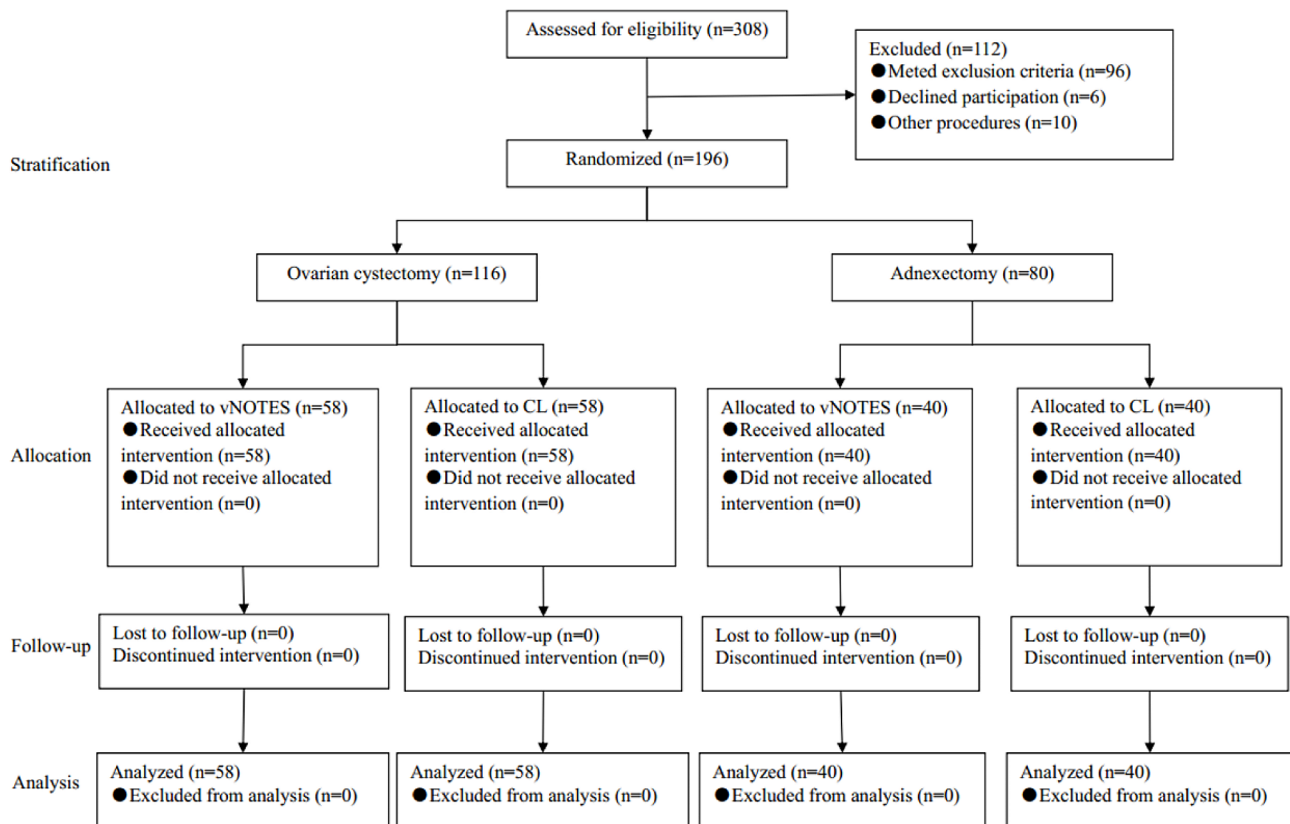 Assessed for eligibility (n=308)
Excluded (n=112)
●Meted exclusion criteria (n=96)
●Declined participation (n=6)
●Other procedures (n=10)
Stratification
Randomized (n=196)
Ovarian cystectomy (n=116)
Adnexectomy (n=80)
Allocation
Allocated to vNOTES (n=58)
●Received allocated
intervention (n=58)
●Did not receive allocated
intervention (n=0)
Allocated to CL (n=58)
●Received allocated
intervention (n=58)
●Did not receive allocated
intervention (n=0)
Allocated to vNOTES (n=40)
●Received allocated
intervention (n=40)
●Did not receive allocated
intervention (n=0)
Allocated to CL (n=40)
●Received allocated
intervention (n=40)
●Did not receive allocated
intervention (n=0)
Follow-up
Lost to follow-up (n=0)
Discontinued intervention (n=0)
Lost to follow-up (n=0)
Discontinued intervention (n=0)
Lost to follow-up (n=0)
Discontinued intervention (n=0)
Lost to follow-up (n=0)
Discontinued intervention (n=0)
Analysis
Analyzed (n=58)
●Excluded from analysis (n=0)
Analyzed (n=58)
●Excluded from analysis (n=0)
Analyzed (n=40)
●Excluded from analysis (n=0)
Analyzed (n=40)
●Excluded from analysis (n=0)